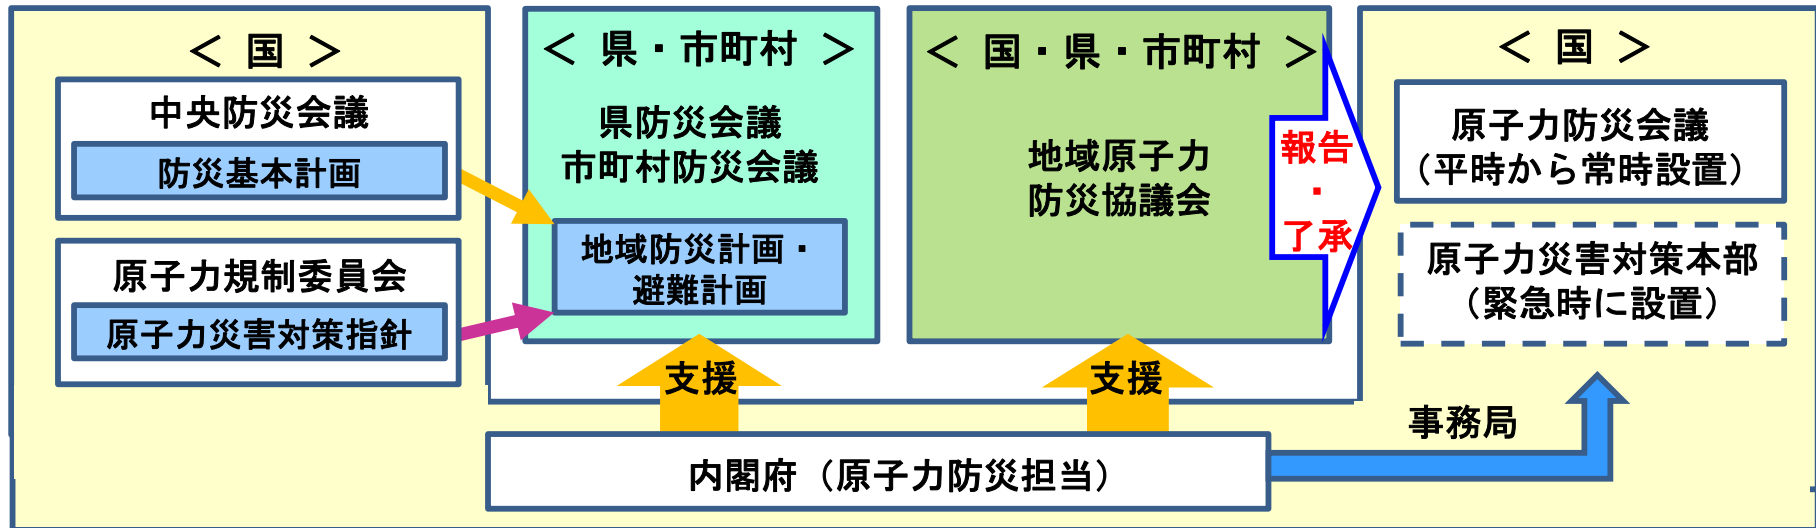 ＜ 国 ＞
中央防災会議
防災基本計画
原子力規制委員会
原子力災害対策指針
＜ 県・市町村 ＞
県防災会議
市町村防災会議
地域防災計画・
避難計画
支援
＜ 国・県・市町村 ＞
地域原子力
防災協議会
支援
報告
・
了承
＜ 国 ＞
原子力防災会議
（平時から常時設置）
原子力災害対策本部
（緊急時に設置）
事務局
内閣府（原子力防災担当）